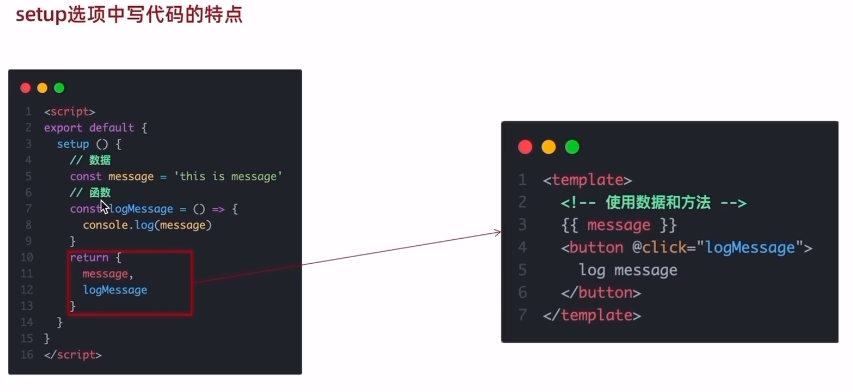 setup选项中写代码的特点
1 <script>
2 export default {
3 setup () {
4 // 数据
5 const message = 'this is message'
6 // 函数
7 const logMessage = () => {
8 console.log(message)
9 }
10 return {
11 message,
12 logMessage
13 }
14 }
15 }
16 </script>
1 <template>
2 <!-- 使用数据和方法 -->
3 {{ message }}
4 <button @click="logMessage">
5 log message
6 </button>
7 </template>